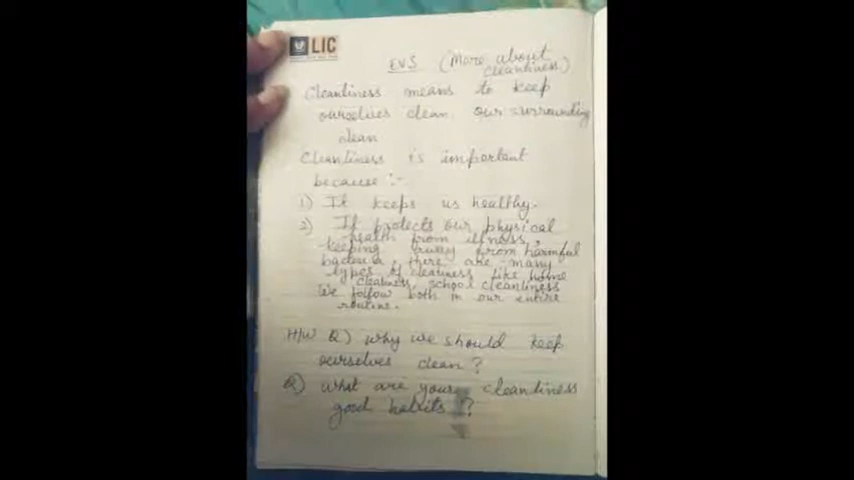 LIC
EVS (More about
cleanliness)
Cleanliness means to keep
ourselves clean our surrounding
clean
Cleanliness is important
because :-
1) It keeps us healthy.
2) It protects our physical
health from illness,
keeping away from harmful
bacteria, there are many
types of cleanness like home
cleanness, school cleanliness
We follow both in our entire
routine.
H/W Q) why we should keep
ourselves clean?
Q) what are your cleanliness
good habits?